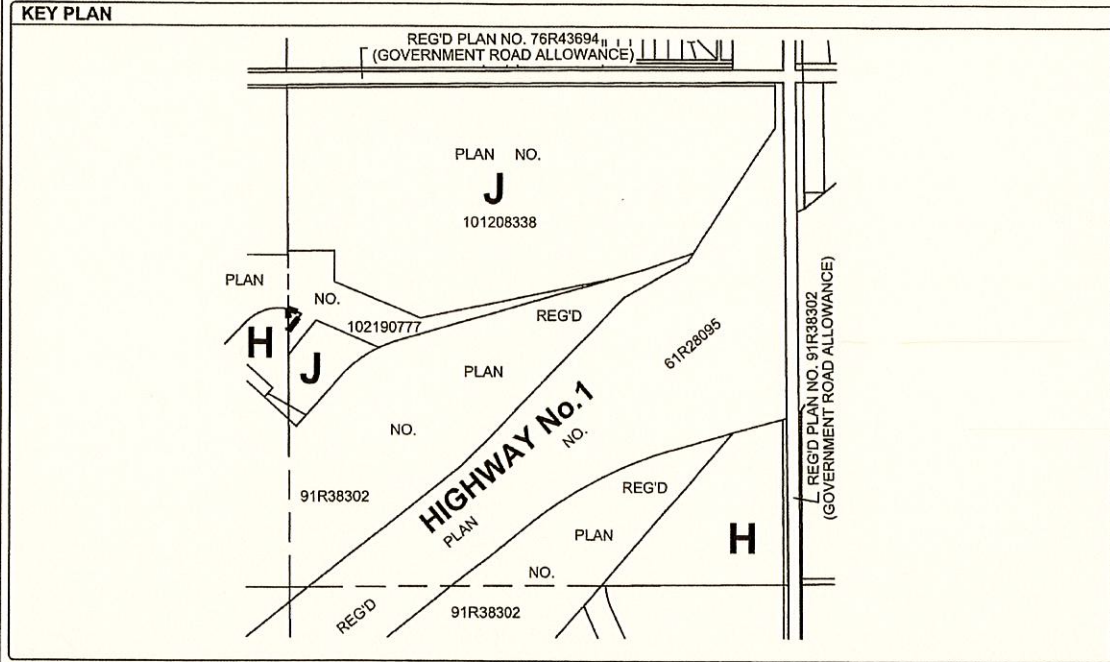 KEY PLAN
REG'D PLAN NO. 76R43694
(GOVERNMENT ROAD ALLOWANCE)
PLAN NO.
J
101208338
PLAN
NO.
102190777
H
J
REG'D
PLAN
NO.
91R38302
61R28095
HIGHWAY No.1
NO.
PLAN
REG'D
REG'D PLAN NO. 91R38302
(GOVERNMENT ROAD ALLOWANCE)
REG'D
PLAN
NO.
91R38302
H